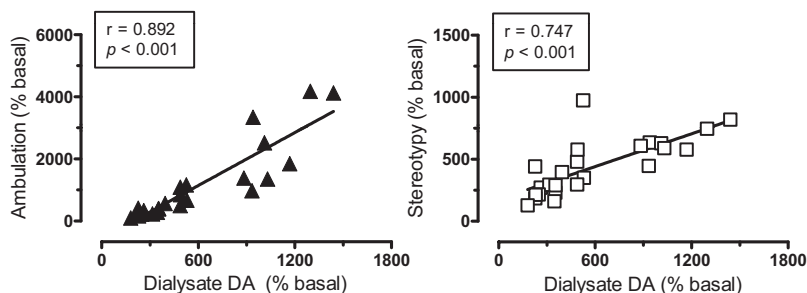 r = 0.892
p < 0.001
Ambulation (% basal)
6000
4000
2000
0
0 600 1200 1800
Dialysate DA (% basal)
r = 0.747
p < 0.001
Stereotypy (% basal)
1500
1000
500
0
0 600 1200 1800
Dialysate DA (% basal)